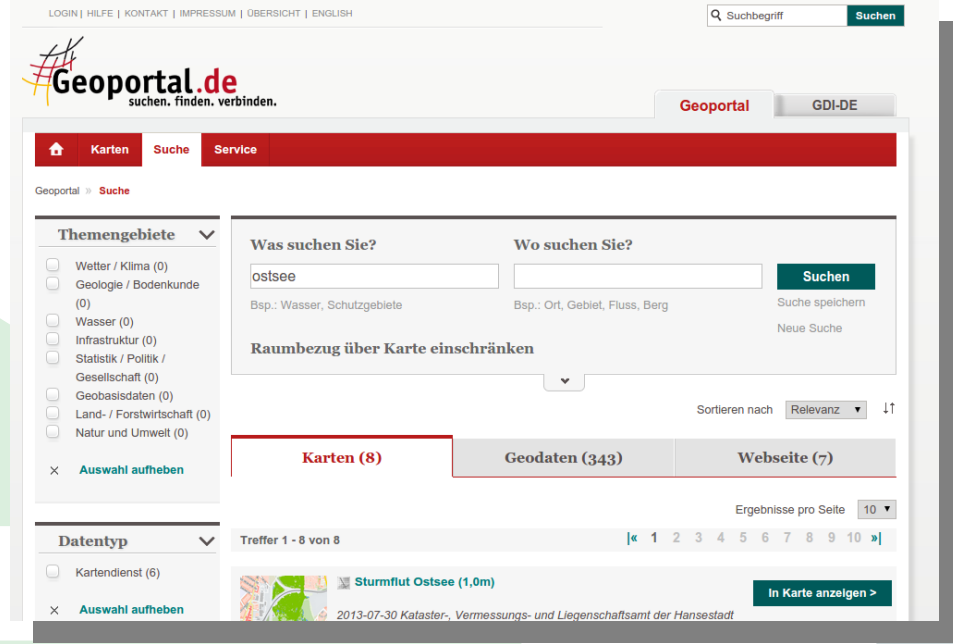 LOGIN | HILFE | KONTAKT | IMPRESSUM | ÜBERSICHT | ENGLISH
Suchbegriff
Suchen
Geoportal.de
suchen. finden. verbinden.
Geoportal
GDI-DE
Karten
Suche
Service
Geoportal » Suche
Themengebiete
Wetter / Klima (0)
Geologie / Bodenkunde
(0)
Wasser (0)
Infrastruktur (0)
Statistik / Politik /
Gesellschaft (0)
Geobasisdaten (0)
Land- / Forstwirtschaft (0)
Natur und Umwelt (0)
× Auswahl aufheben
Datentyp
Kartendienst (6)
× Auswahl aufheben
Was suchen Sie?
Wo suchen Sie?
ostsee
Suchen
Bsp.: Wasser, Schutzgebiete
Bsp.: Ort, Gebiet, Fluss, Berg
Suche speichern
Neue Suche
Raumbezug über Karte einschränken
Sortieren nach Relevanz
Karten (8)
Geodaten (343)
Webseite (7)
Ergebnisse pro Seite 10
Treffer 1 - 8 von 8
|« 1 2 3 4 5 6 7 8 9 10 »|
Sturmflut Ostsee (1,0m)
In Karte anzeigen >
2013-07-30 Kataster-, Vermessungs- und Liegenschaftsamt der Hansestadt